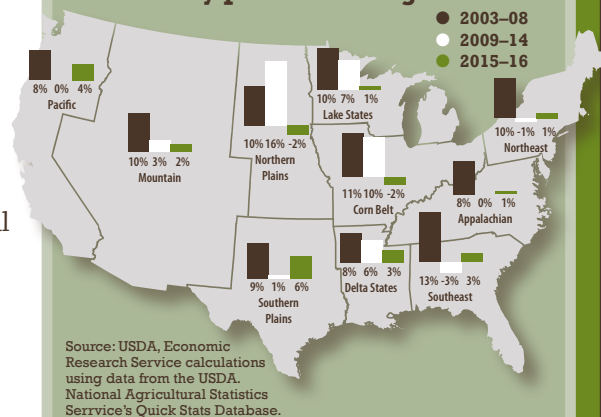 2003–08
2009–14
2015–16
8% 0% 4%
Pacific
10% 3% 2%
Mountain
10% 16% -2%
Northern
Plains
10% 7% 1%
Lake States
11% 10% -2%
Corn Belt
10% -1% 1%
Northeast
8% 0% 1%
Appalachian
9% 1% 6%
Southern
Plains
8% 6% 3%
Delta States
13% -3% 3%
Southeast
Source: USDA, Economic
Research Service calculations
using data from the USDA.
National Agricultural Statistics
Serrvice's Quick Stats Database.